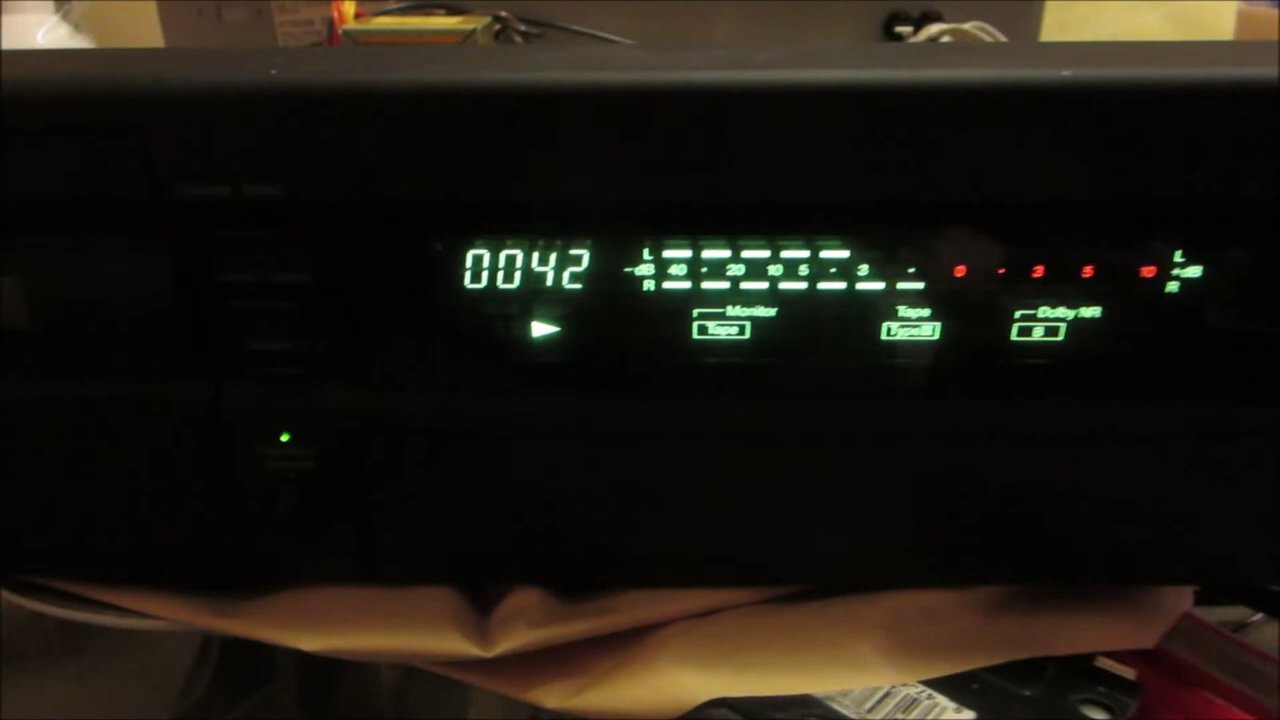 L
0042
-dB 40 - 20 10 5 - 3 - 0 - 3 5 10 +dB
R
L
R
Monitor Tape Dolby NR
Tape TypeII B